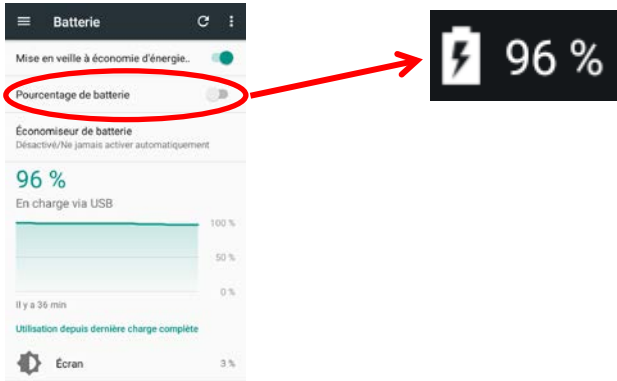 Batterie
Mise en veille à économie d'énergie..
Pourcentage de batterie
Économiseur de batterie
Désactivé/Ne jamais activer automatiquement
96 %
En charge via USB
100 %
50 %
0 %
Il y a 36 min
Utilisation depuis dernière charge complète
Écran 3 %
96 %